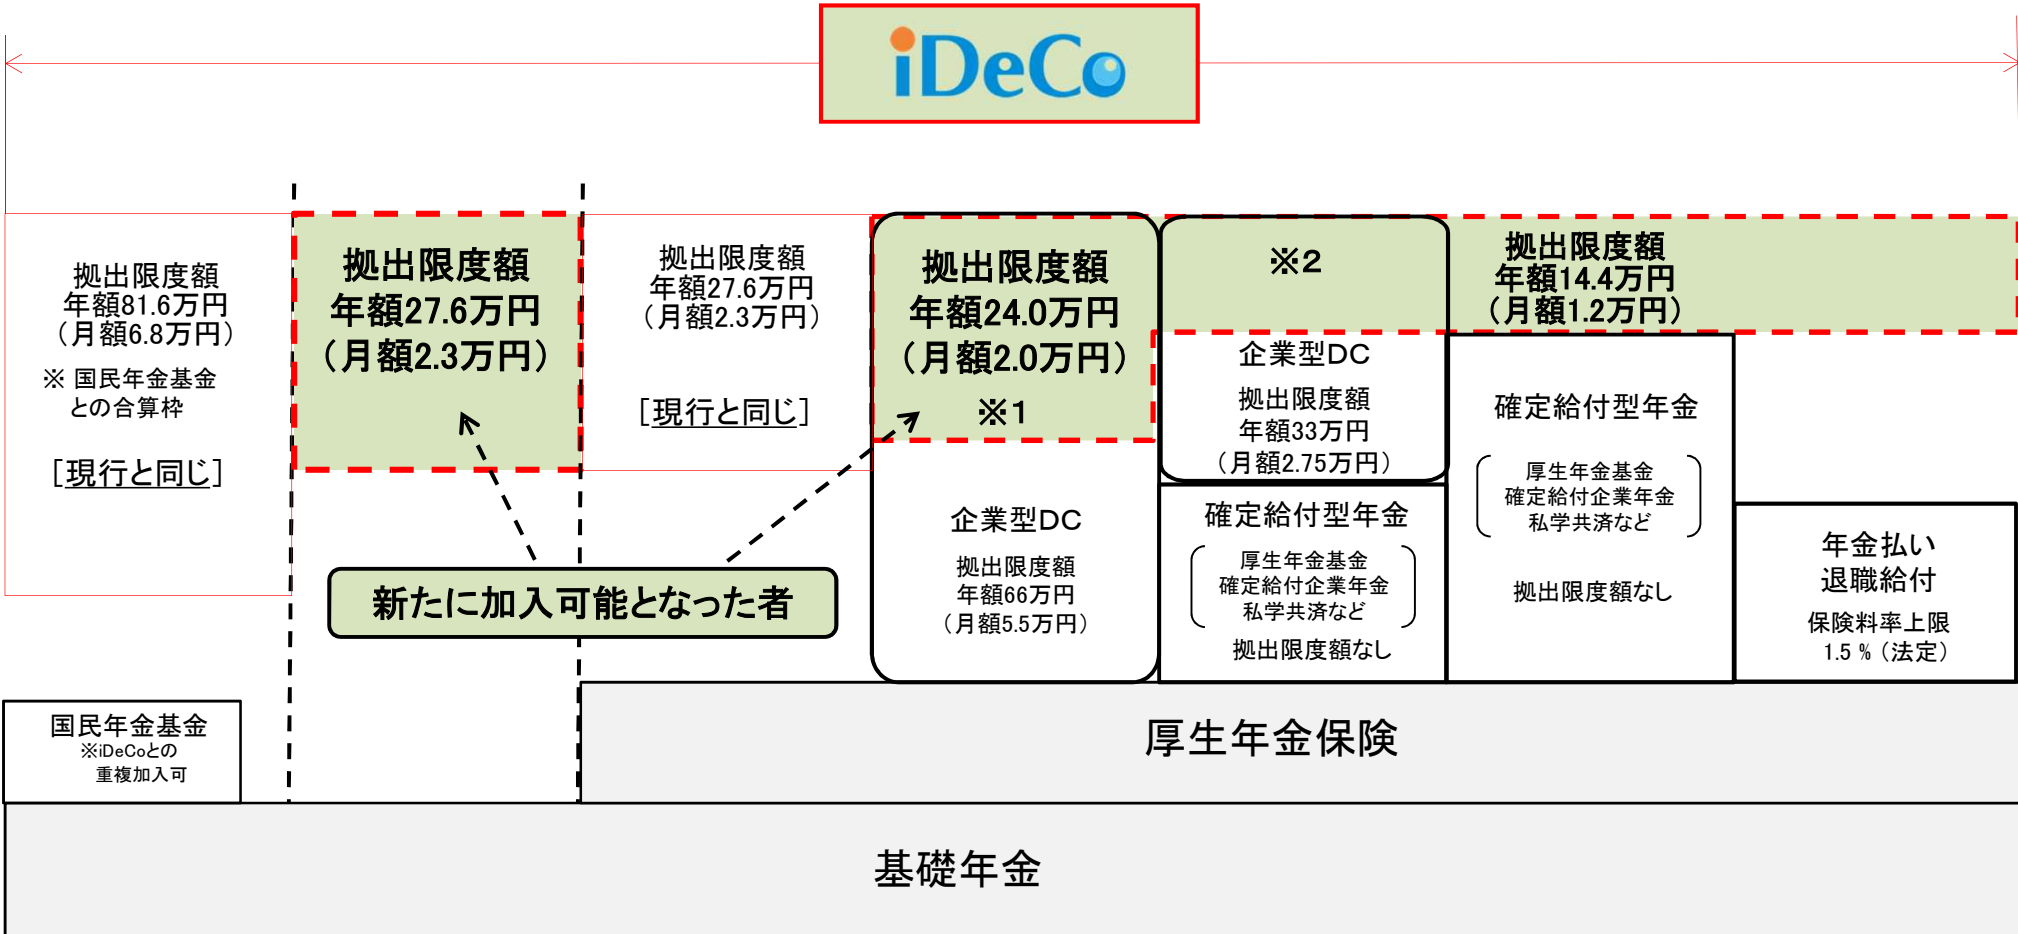 iDeCo
拠出限度額
年額81.6万円
（月額6.8万円）
※ 国民年金基金
との合算枠
［現行と同じ］
拠出限度額
年額27.6万円
（月額2.3万円）
拠出限度額
年額27.6万円
（月額2.3万円）
［現行と同じ］
拠出限度額
年額24.0万円
（月額2.0万円）
※1
企業型DC
拠出限度額
年額66万円
（月額5.5万円）
※2
企業型DC
拠出限度額
年額33万円
（月額2.75万円）
確定給付型年金
厚生年金基金
確定給付企業年金
私学共済など
拠出限度額なし
拠出限度額
年額14.4万円
（月額1.2万円）
確定給付型年金
厚生年金基金
確定給付企業年金
私学共済など
拠出限度額なし
年金払い
退職給付
保険料率上限
1.5％（法定）
新たに加入可能となった者
国民年金基金
※iDeCoとの
重複加入可
厚生年金保険
基礎年金